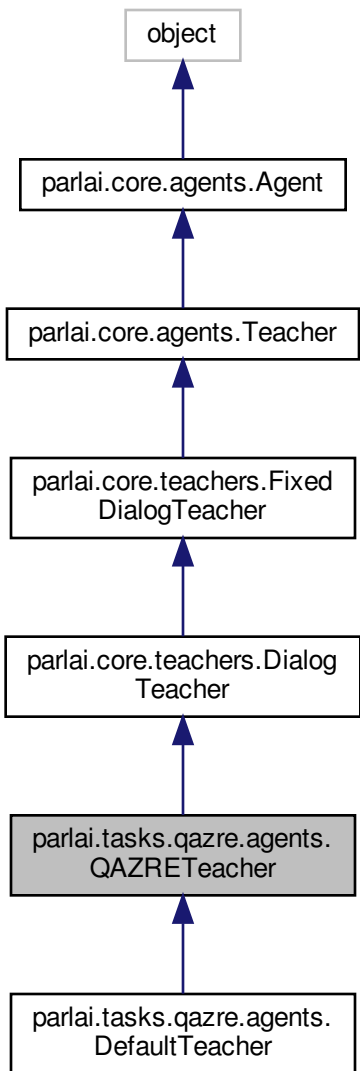 object
parlai.core.agents.Agent
parlai.core.agents.Teacher
parlai.core.teachers.Fixed
DialogTeacher
parlai.core.teachers.Dialog
Teacher
parlai.tasks.qazre.agents.
QAZRETeacher
parlai.tasks.qazre.agents.
DefaultTeacher